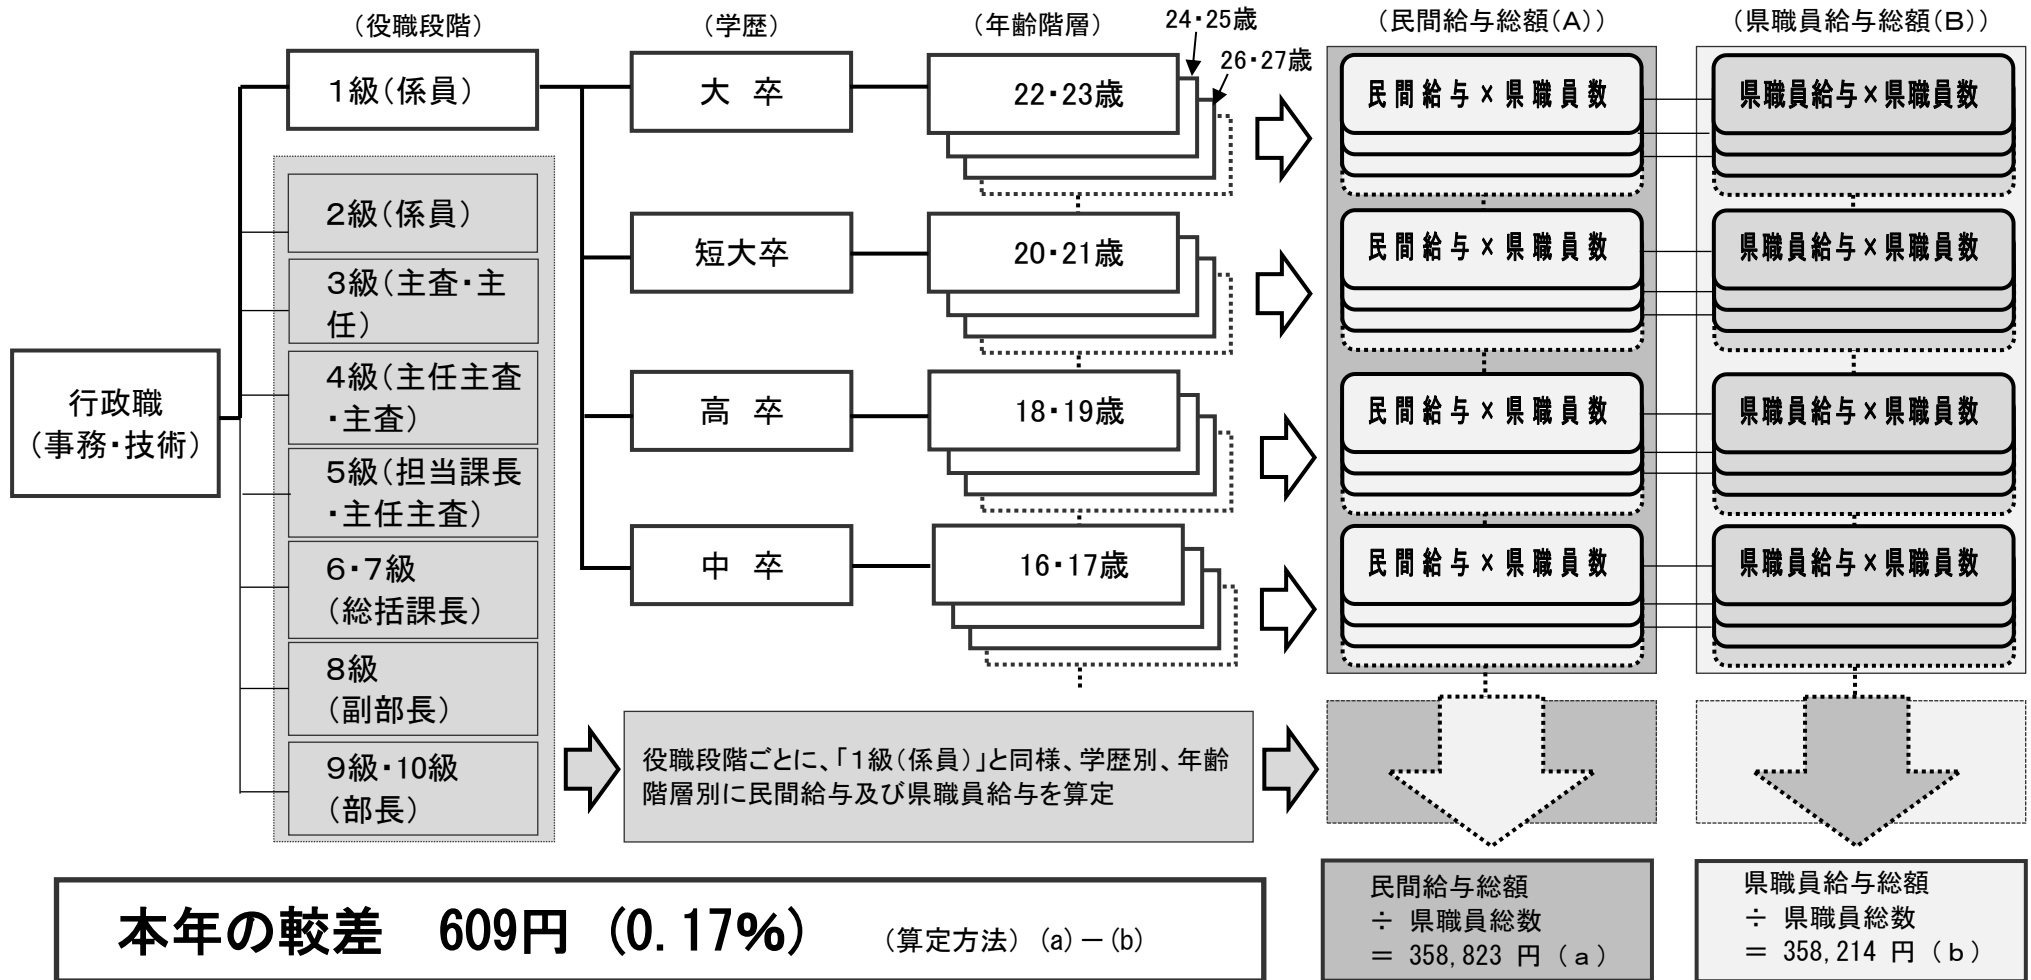 （役職段階）
（学歴）
（年齢階層）
24・25歳
26・27歳
（民間給与総額（A））
（県職員給与総額（B））
行政職
（事務・技術）
1級（係員）
2級（係員）
3級（主査・主
任）
4級（主任主査
・主査）
5級（担当課長
・主任主査）
6・7級
（総括課長）
8級
（副部長）
9級・10級
（部長）
大 卒
22・23歳
民間給与×県職員数
県職員給与×県職員数
短大卒
20・21歳
民間給与×県職員数
県職員給与×県職員数
高 卒
18・19歳
民間給与×県職員数
県職員給与×県職員数
中 卒
16・17歳
民間給与×県職員数
県職員給与×県職員数
役職段階ごとに、「1級（係員）」と同様、学歴別、年齢
階層別に民間給与及び県職員給与を算定
民間給与総額
÷ 県職員総数
＝ 358,823 円（a）
県職員給与総額
÷ 県職員総数
＝ 358,214 円（b）
本年の較差 609円（0.17%） （算定方法）(a)－(b)